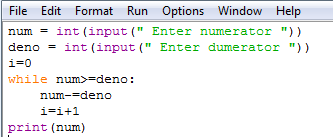 File Edit Format Run Options Window Help
num = int(input(" Enter numerator "))
deno = int(input(" Enter dumerator "))
i=0
while num>=deno:
    num-=deno
    i=i+1
print(num)